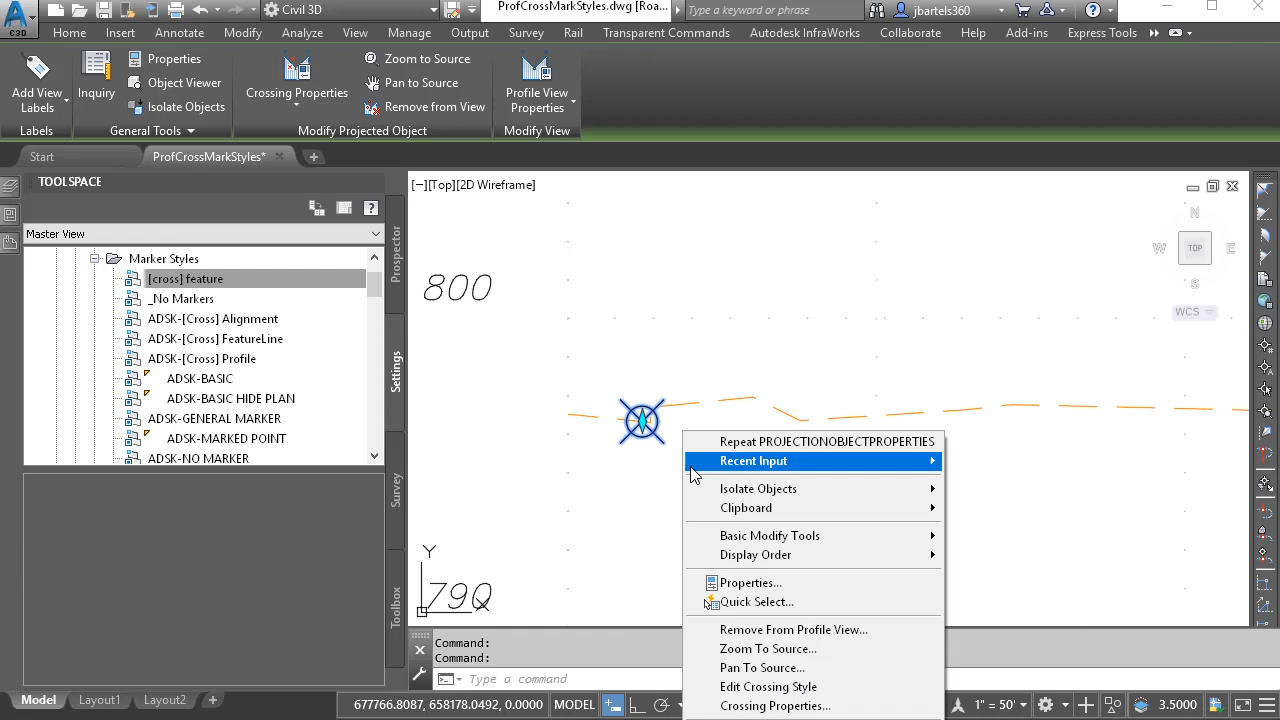 C3D
Civil 3D
ProfCrossMarkStyles.dwg [Roa..
Type a keyword or phrase
jbartels360
Home Insert Annotate Modify Analyze View Manage Output Survey Rail Transparent Commands Autodesk InfraWorks Collaborate Help Add-ins Express Tools
Add View
Labels
Inquiry
Properties
Object Viewer
Isolate Objects
Crossing Properties
Zoom to Source
Pan to Source
Remove from View
Profile View
Properties
Labels General Tools Modify Projected Object Modify View
Start ProfCrossMarkStyles*
TOOLSPACE
Master View
Marker Styles
[cross] feature
_No Markers
ADSK-[Cross] Alignment
ADSK-[Cross] FeatureLine
ADSK-[Cross] Profile
ADSK-BASIC
ADSK-BASIC HIDE PLAN
ADSK-GENERAL MARKER
ADSK-MARKED POINT
ADSK-NO MARKER
Prospector
Settings
Survey
Toolbox
[−][Top][2D Wireframe]
N
W TOP E
S
WCS
800
790
Y
X
Repeat PROJECTIONOBJECTPROPERTIES
Recent Input
Isolate Objects
Clipboard
Basic Modify Tools
Display Order
Properties...
Quick Select...
Remove From Profile View...
Zoom To Source...
Pan To Source...
Edit Crossing Style
Crossing Properties...
Command:
Command:
Type a command
Model Layout1 Layout2
677766.8087, 658178.0492, 0.0000 MODEL 1" = 50' 3.5000